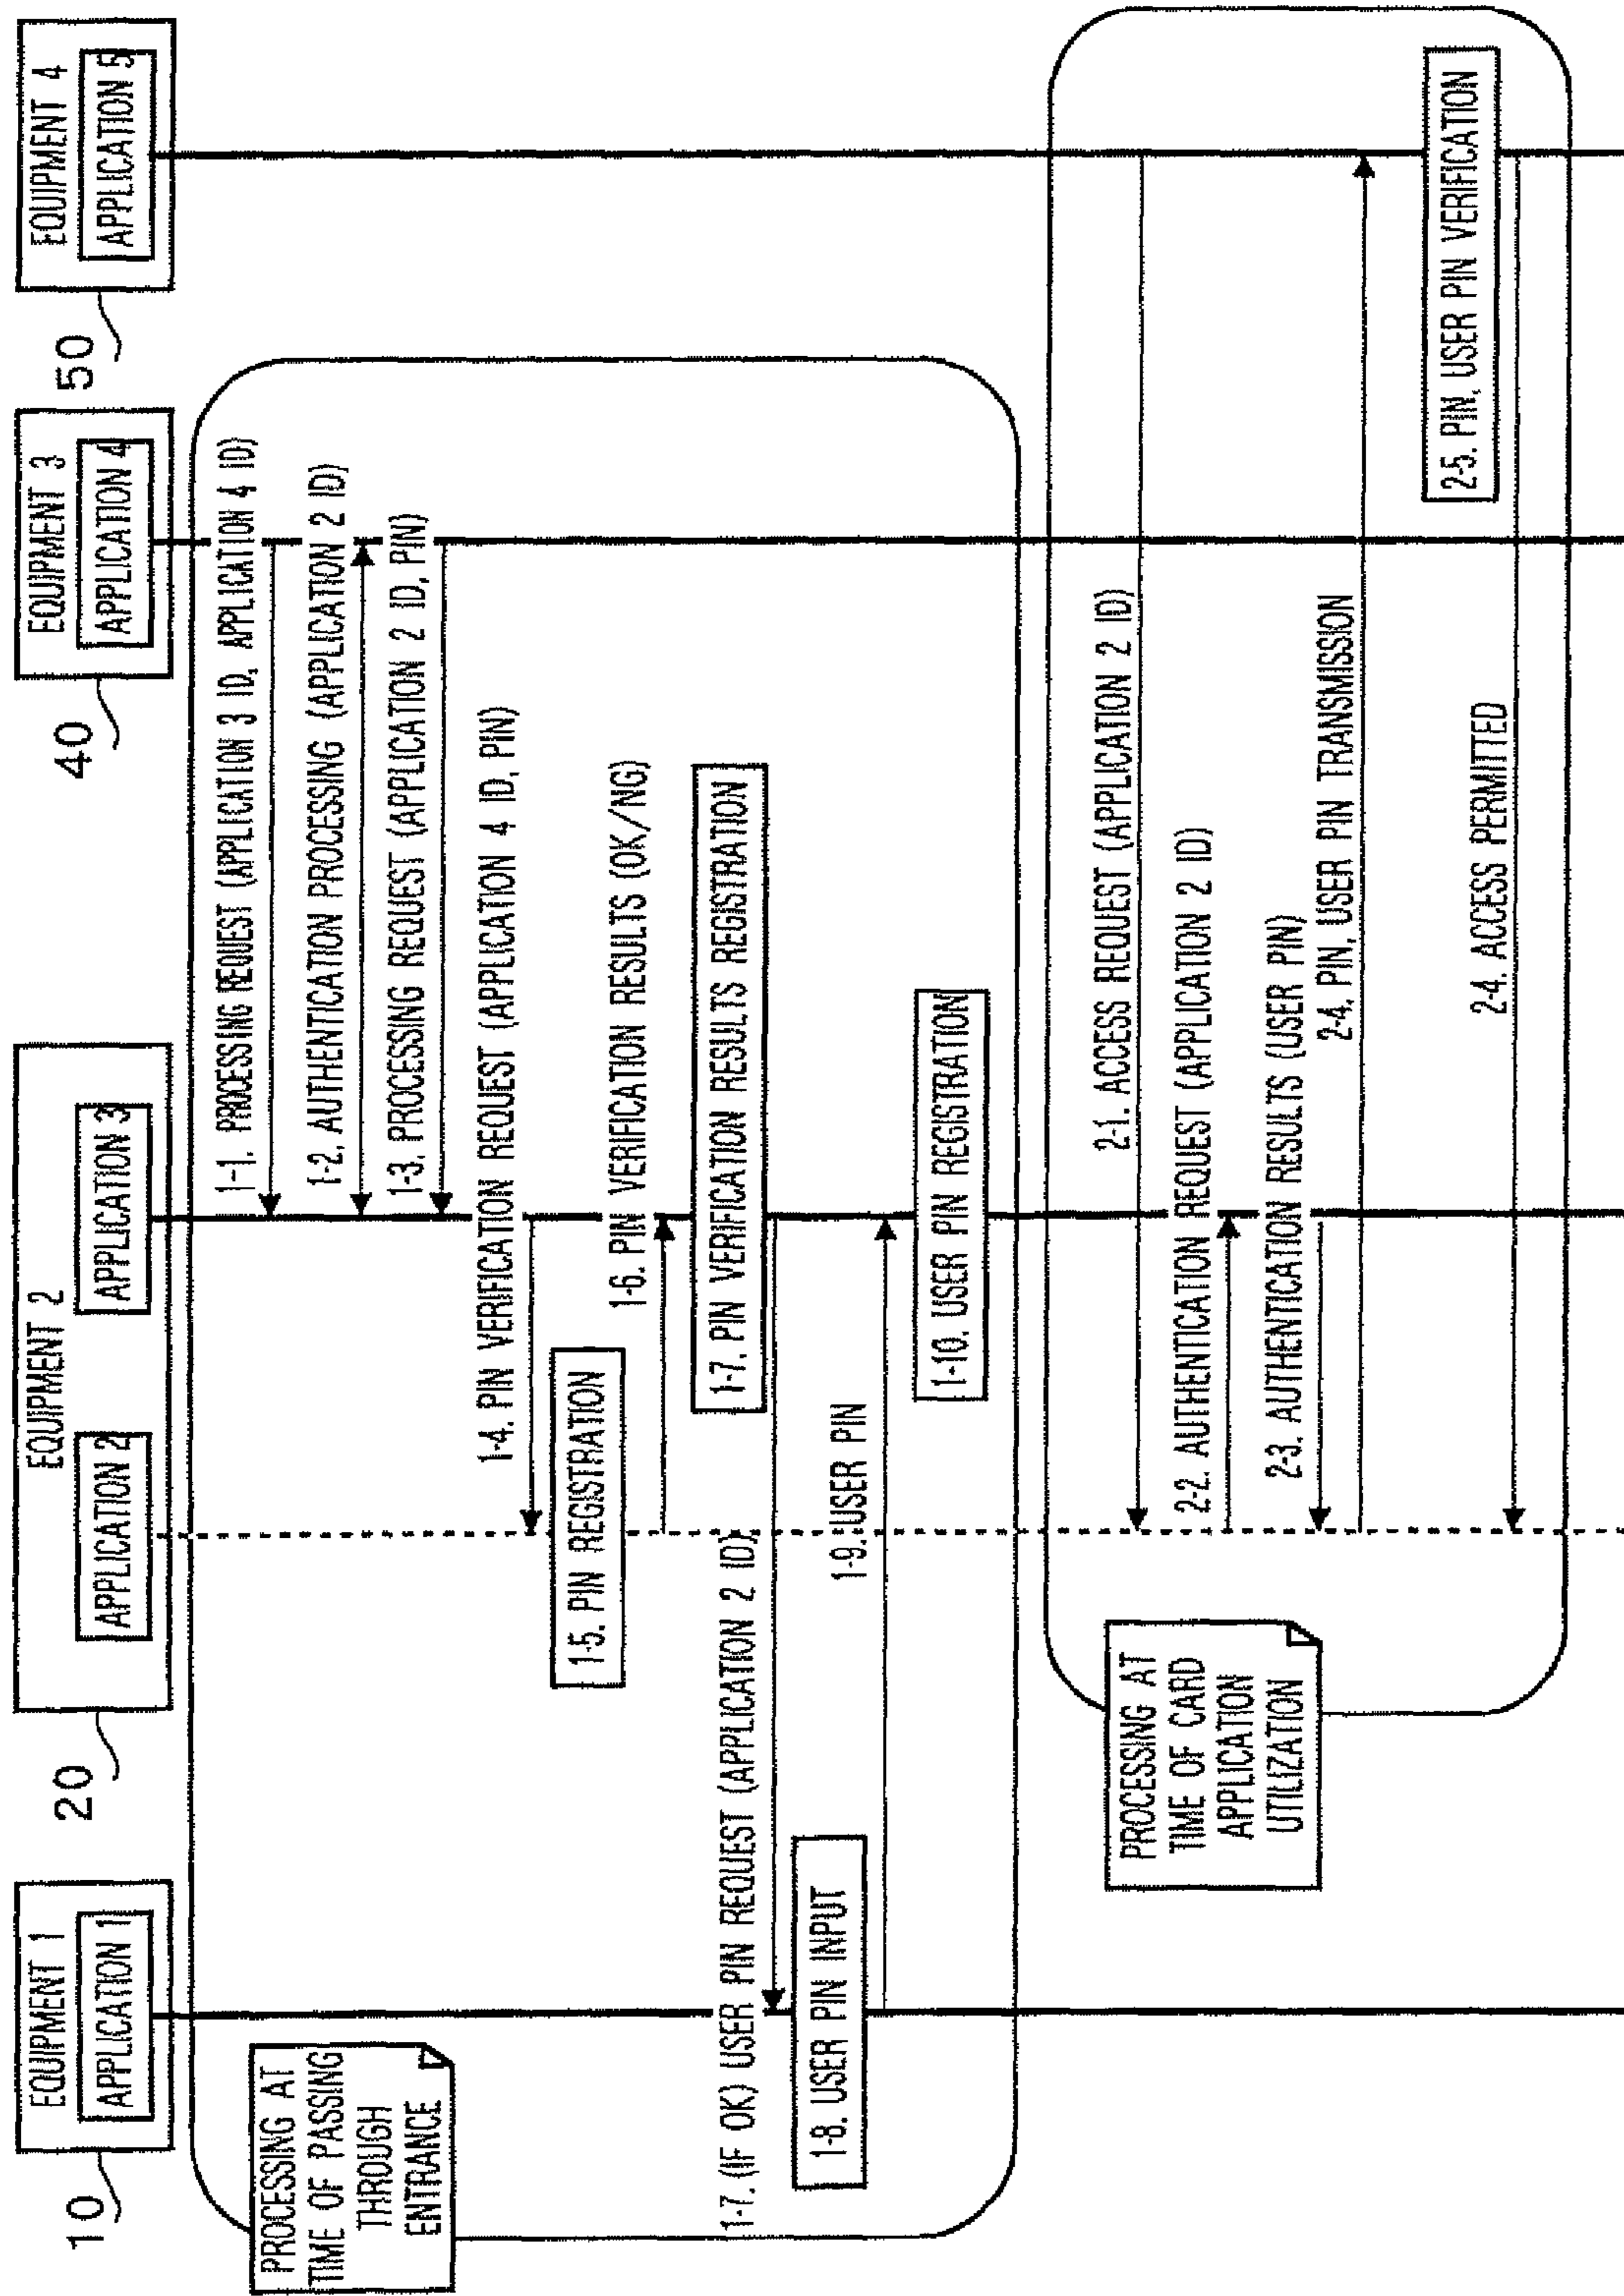 10
EQUIPMENT 1
APPLICATION 1
20
EQUIPMENT 2
APPLICATION 2
APPLICATION 3
40
EQUIPMENT 3
APPLICATION 4
50
EQUIPMENT 4
APPLICATION 5
PROCESSING AT
TIME OF PASSING
THROUGH
ENTRANCE
1-1. PROCESSING REQUEST (APPLICATION 3 ID, APPLICATION 4 ID)
1-2. AUTHENTICATION PROCESSING (APPLICATION 2 ID)
1-3. PROCESSING REQUEST (APPLICATION 2 ID, PIN)
1-4. PIN VERIFICATION REQUEST (APPLICATION 4 ID, PIN)
1-5. PIN REGISTRATION
1-6. PIN VERIFICATION RESULTS (OK/NG)
1-7. PIN VERIFICATION RESULTS REGISTRATION
1-7. (IF OK) USER PIN REQUEST (APPLICATION 2 ID)
1-8. USER PIN INPUT
1-9. USER PIN
1-10. USER PIN REGISTRATION
PROCESSING AT
TIME OF CARD
APPLICATION
UTILIZATION
2-1. ACCESS REQUEST (APPLICATION 2 ID)
2-2. AUTHENTICATION REQUEST (APPLICATION 2 ID)
2-3. AUTHENTICATION RESULTS (USER PIN)
2-4. PIN, USER PIN TRANSMISSION
2-5. PIN, USER PIN VERIFICATION
2-4. ACCESS PERMITTED